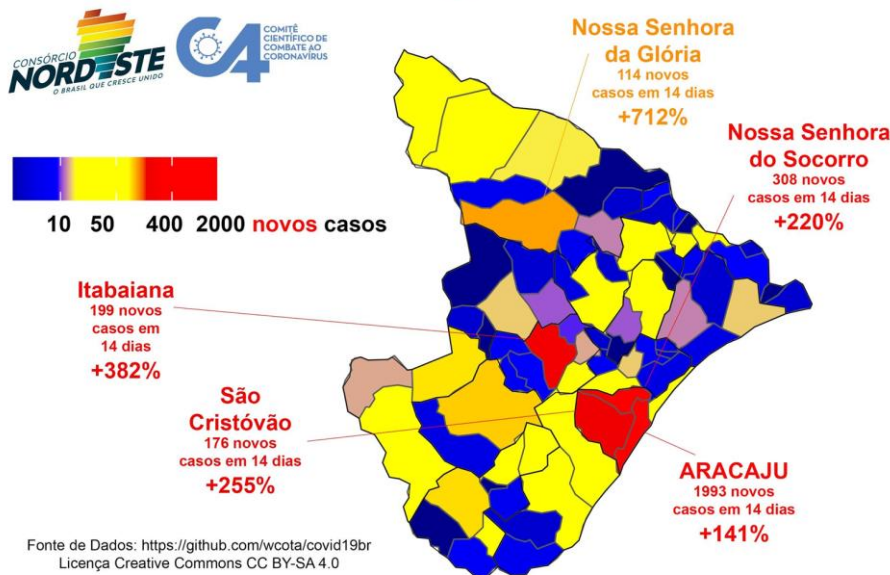 CONSÓRCIO
NORDESTE
O BRASIL QUE CRESCE UNIDO
C4
COMITÊ
CIENTÍFICO DE
COMBATE AO
CORONAVÍRUS
Nossa Senhora
da Glória
114 novos
casos em 14 dias
+712%
Nossa Senhora
do Socorro
308 novos
casos em 14 dias
+220%
10 50 400 2000 novos casos
Itabaiana
199 novos
casos em
14 dias
+382%
São
Cristóvão
176 novos
casos em 14 dias
+255%
ARACAJU
1993 novos
casos em 14 dias
+141%
Fonte de Dados: https://github.com/wcota/covid19br
Licença Creative Commons CC BY-SA 4.0